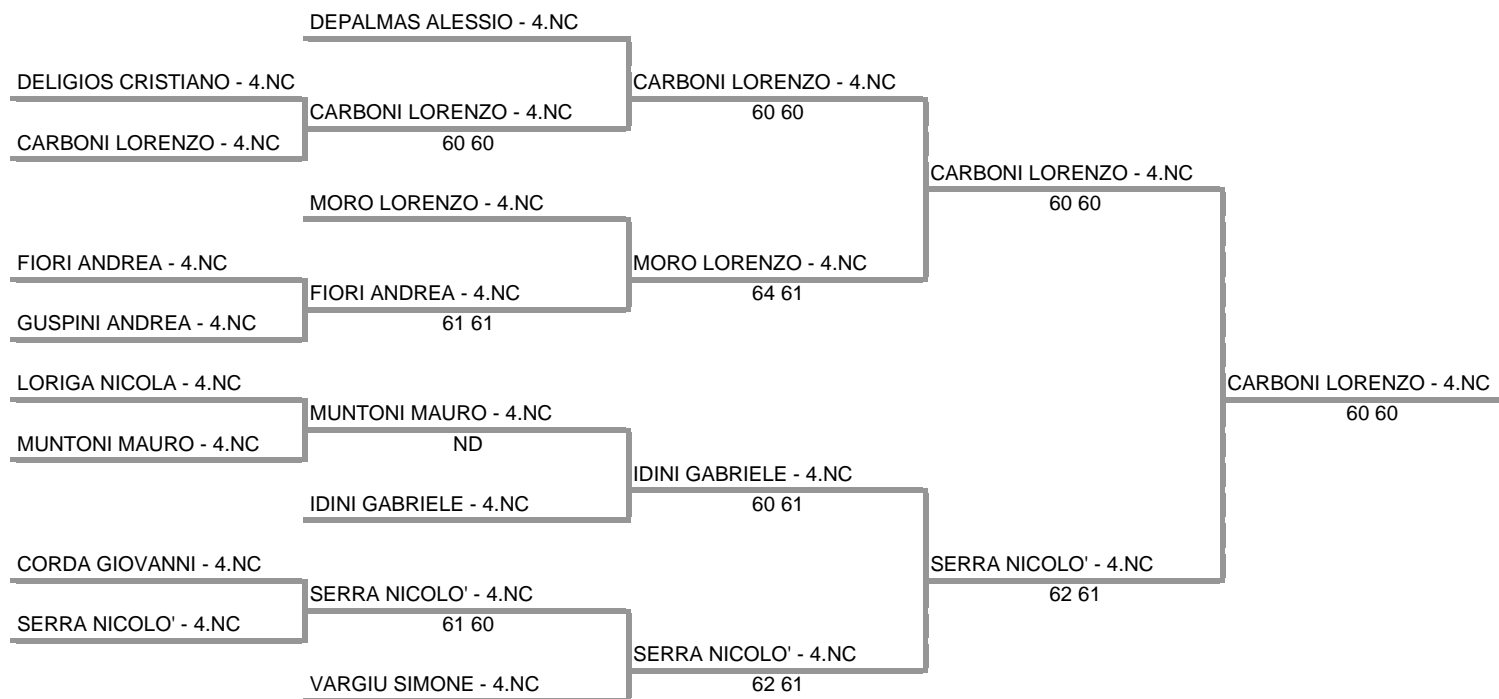 DEPALMAS ALESSIO - 4.NC
DELIGIOS CRISTIANO - 4.NC
CARBONI LORENZO - 4.NC
CARBONI LORENZO - 4.NC
60 60
CARBONI LORENZO - 4.NC
60 60
CARBONI LORENZO - 4.NC
60 60
MORO LORENZO - 4.NC
FIORI ANDREA - 4.NC
MORO LORENZO - 4.NC
64 61
FIORI ANDREA - 4.NC
61 61
GUSPINI ANDREA - 4.NC
LORIGA NICOLA - 4.NC
CARBONI LORENZO - 4.NC
60 60
MUNTONI MAURO - 4.NC
ND
MUNTONI MAURO - 4.NC
IDINI GABRIELE - 4.NC
60 61
IDINI GABRIELE - 4.NC
CORDA GIOVANNI - 4.NC
SERRA NICOLO' - 4.NC
62 61
SERRA NICOLO' - 4.NC
61 60
SERRA NICOLO' - 4.NC
SERRA NICOLO' - 4.NC
62 61
VARGIU SIMONE - 4.NC